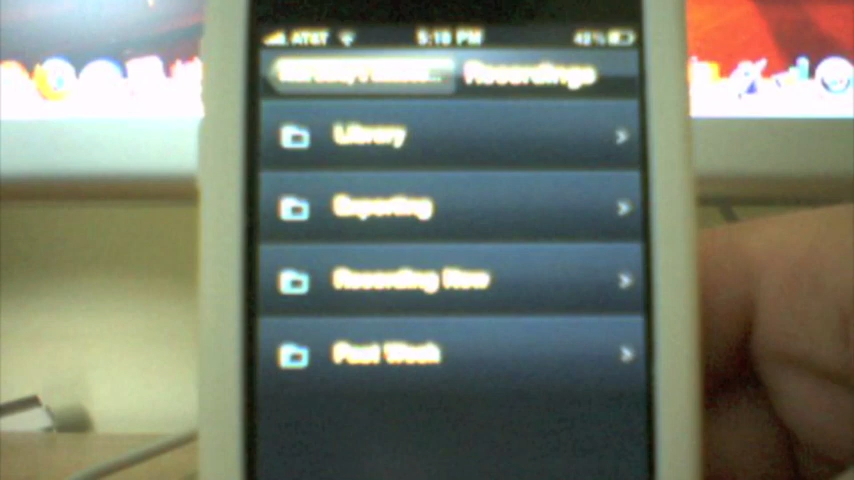 AT&T 5:18 PM 42%
Recordings
Library
Exporting
Recording Now
Past Week